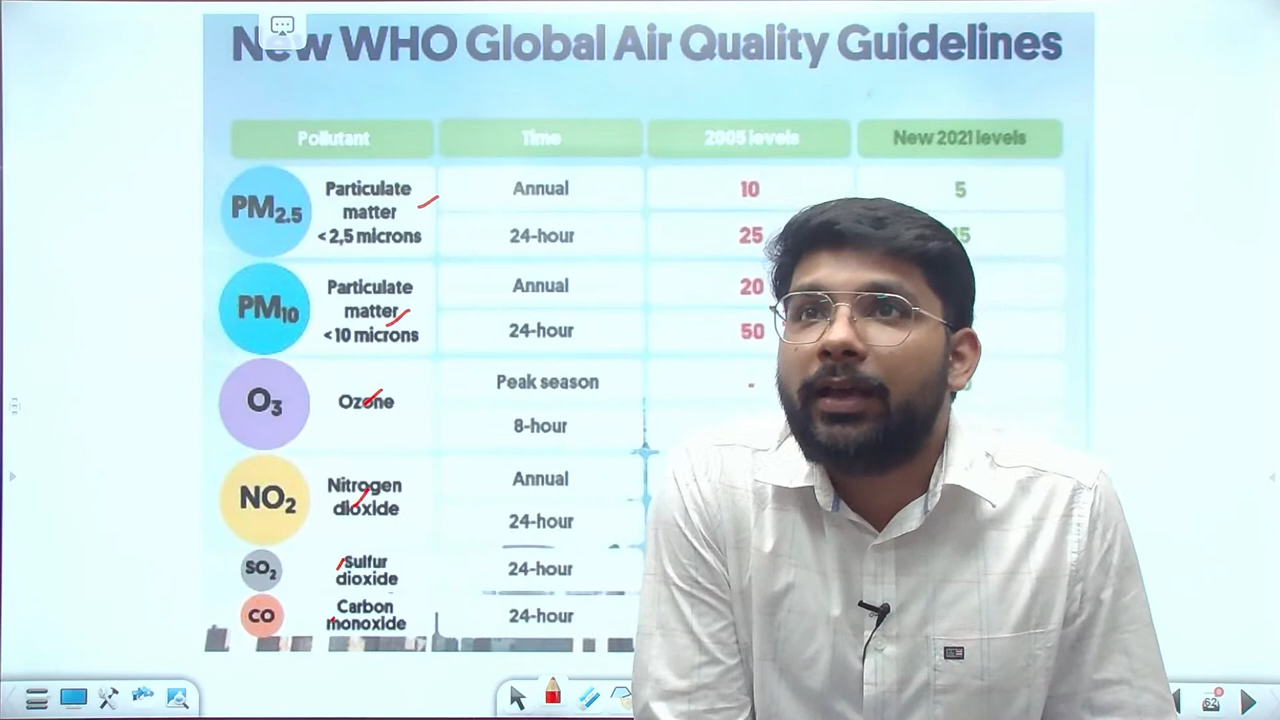 New WHO Global Air Quality Guidelines
Pollutant Time 2005 levels New 2021 levels
PM2.5 Particulate matter < 2,5 microns
Annual 10 5
24-hour 25 15
PM10 Particulate matter < 10 microns
Annual 20
24-hour 50
O3 Ozone
Peak season -
8-hour
NO2 Nitrogen dioxide
Annual
24-hour
SO2 Sulfur dioxide 24-hour
CO Carbon monoxide 24-hour
62